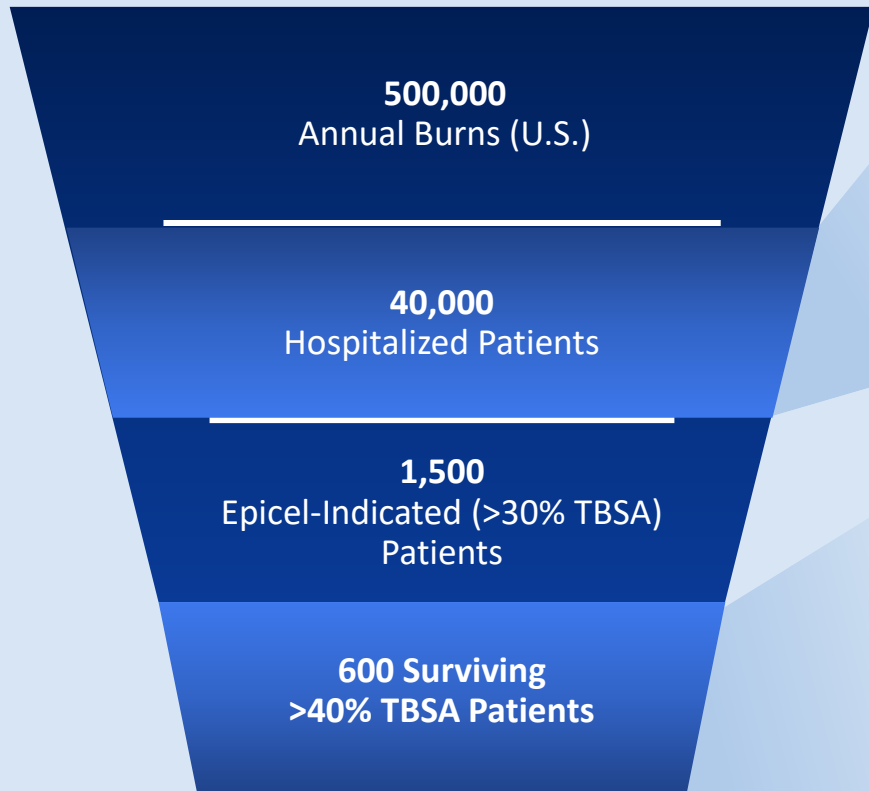 500,000
Annual Burns (U.S.)
40,000
Hospitalized Patients
1,500
Epicel-Indicated (>30% TBSA)
Patients
600 Surviving
>40% TBSA Patients